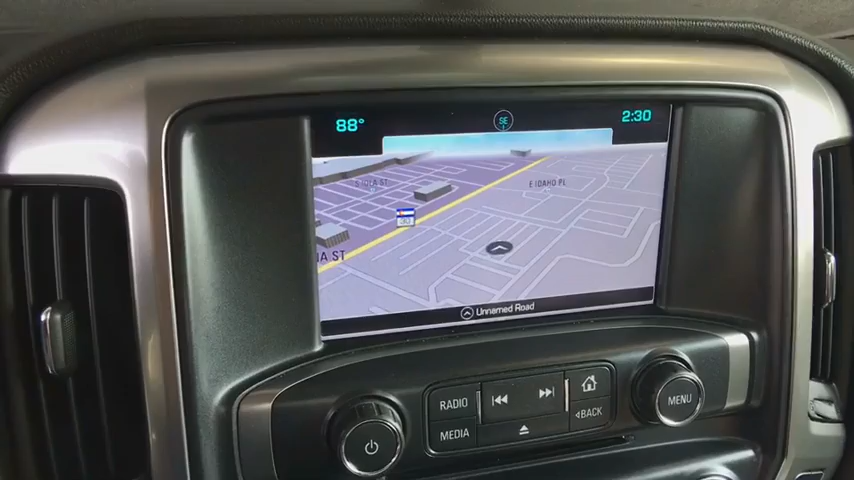 88°
SE
2:30
S IOLA ST
E IDAHO PL
IA ST
Unnamed Road
RADIO
MEDIA
BACK
MENU